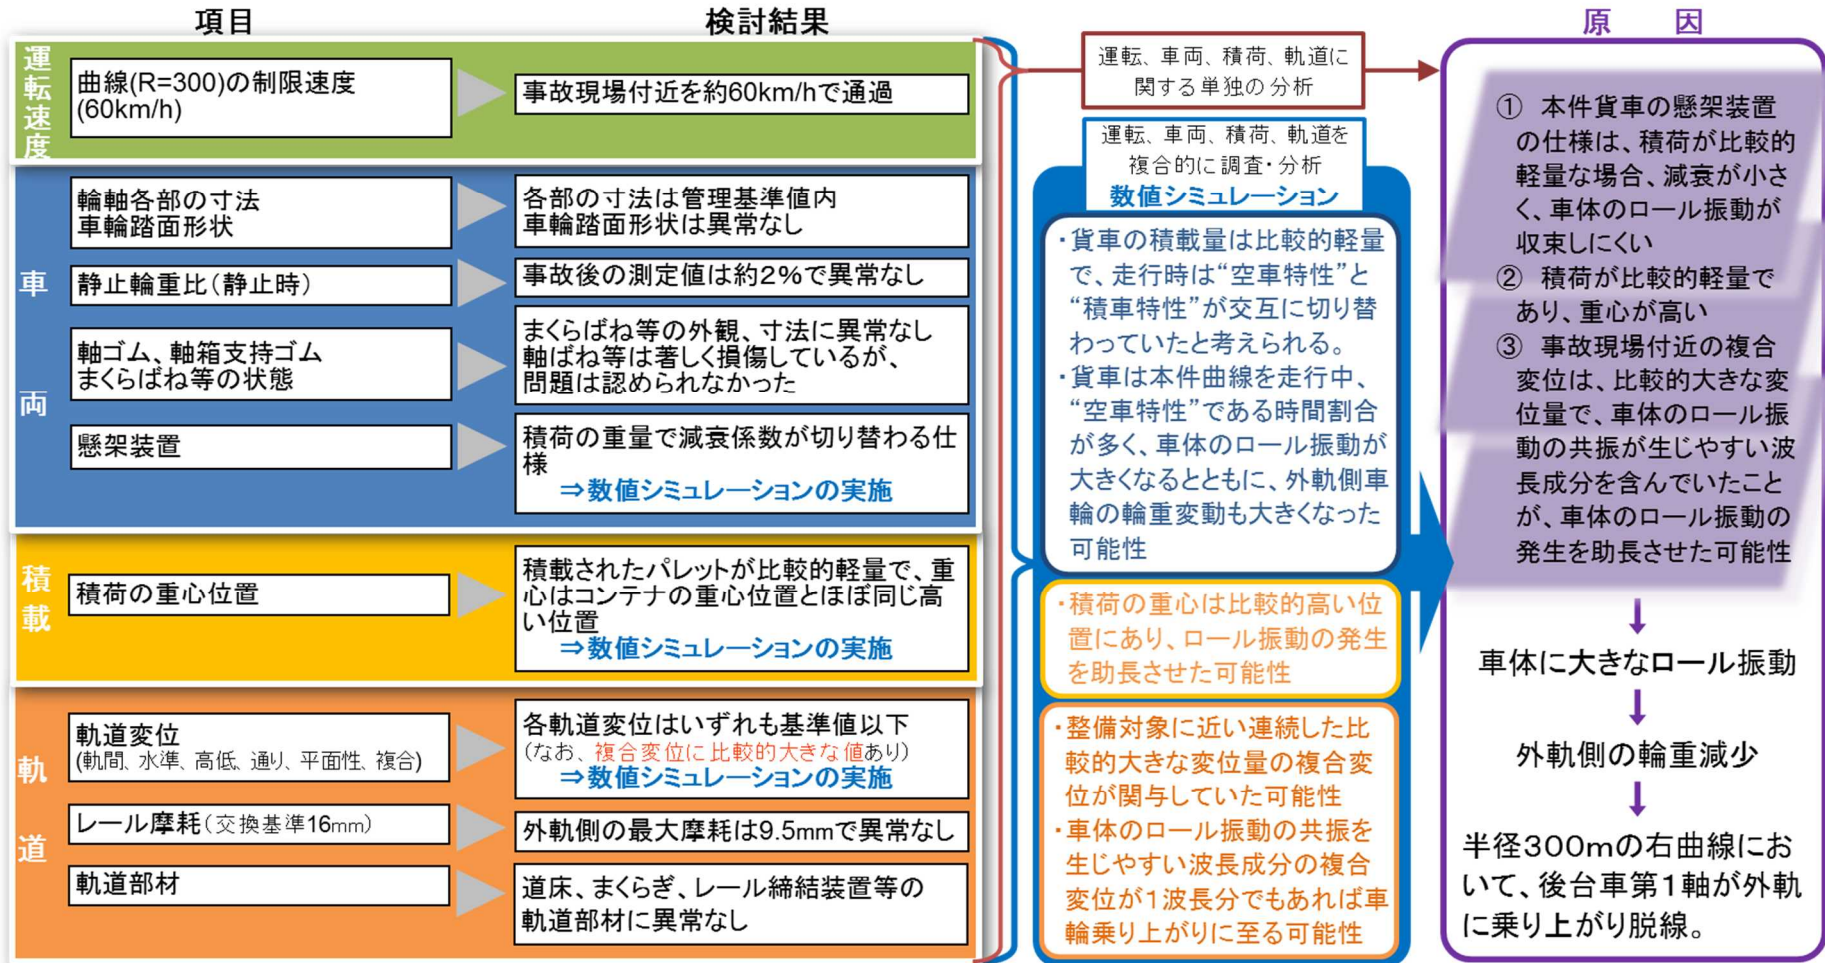 項目
検討結果
原　因
運転速度
曲線(R=300)の制限速度
(60km/h)
事故現場付近を約60km/hで通過
車両
輪軸各部の寸法
車輪踏面形状
各部の寸法は管理基準値内
車輪踏面形状は異常なし
静止輪重比(静止時)
事故後の測定値は約2%で異常なし
軸ゴム、軸箱支持ゴム
まくらばね等の状態
まくらばね等の外観、寸法に異常なし
軸ばね等は著しく損傷しているが、
問題は認められなかった
懸架装置
積荷の重量で減衰係数が切り替わる仕
様
⇒数値シミュレーションの実施
積載
積荷の重心位置
積載されたパレットが比較的軽量で、重
心はコンテナの重心位置とほぼ同じ高
い位置
⇒数値シミュレーションの実施
軌道
軌道変位
(軌間、水準、高低、通り、平面性、複合)
各軌道変位はいずれも基準値以下
(なお、複合変位に比較的大きな値あり)
⇒数値シミュレーションの実施
レール摩耗(交換基準16mm)
外軌側の最大摩耗は9.5mmで異常なし
軌道部材
道床、まくらぎ、レール締結装置等の
軌道部材に異常なし
運転、車両、積荷、軌道に
関する単独の分析
運転、車両、積荷、軌道を
複合的に調査・分析
数値シミュレーション
・貨車の積載量は比較的軽量
で、走行時は“空車特性”と
“積車特性”が交互に切り替
わっていたと考えられる。
・貨車は本件曲線を走行中、
“空車特性”である時間割合
が多く、車体のロール振動が
大きくなるとともに、外軌側車
輪の輪重変動も大きくなった
可能性
・積荷の重心は比較的高い位
置にあり、ロール振動の発生
を助長させた可能性
・整備対象に近い連続した比
較的大きな変位量の複合変
位が関与していた可能性
・車体のロール振動の共振を
生じやすい波長成分の複合
変位が1波長分でもあれば車
輪乗り上がりに至る可能性
① 本件貨車の懸架装置
の仕様は、積荷が比較的
軽量な場合、減衰が小さ
く、車体のロール振動が
収束しにくい
② 積荷が比較的軽量で
あり、重心が高い
③ 事故現場付近の複合
変位は、比較的大きな変
位量で、車体のロール振
動の共振が生じやすい波
長成分を含んでいたこと
が、車体のロール振動の
発生を助長させた可能性
車体に大きなロール振動
外軌側の輪重減少
半径300mの右曲線にお
いて、後台車第1軸が外軌
に乗り上がり脱線。